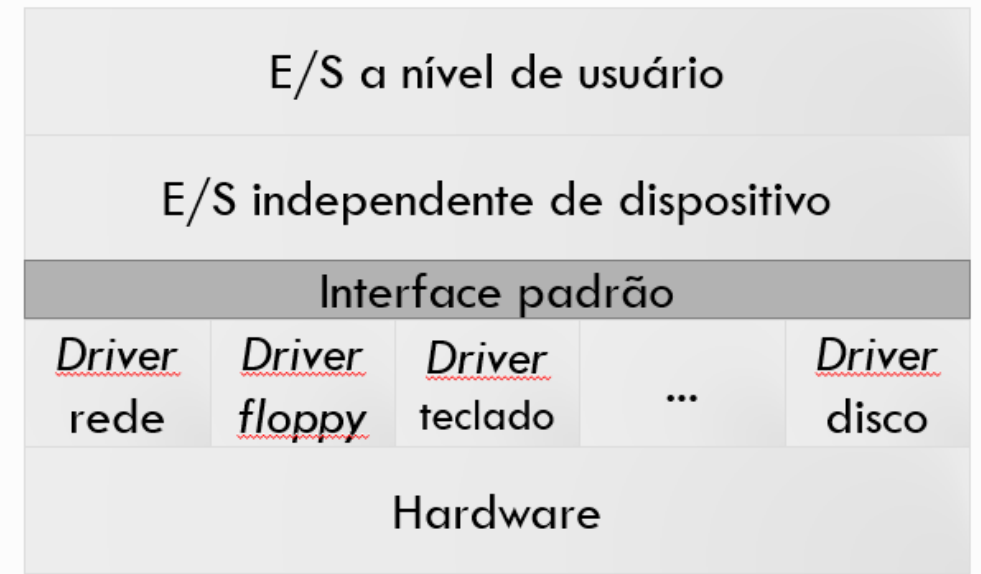 E/S a nível de usuário
E/S independente de dispositivo
Interface padrão
Driver Driver Driver ... Driver
rede floppy teclado disco
Hardware